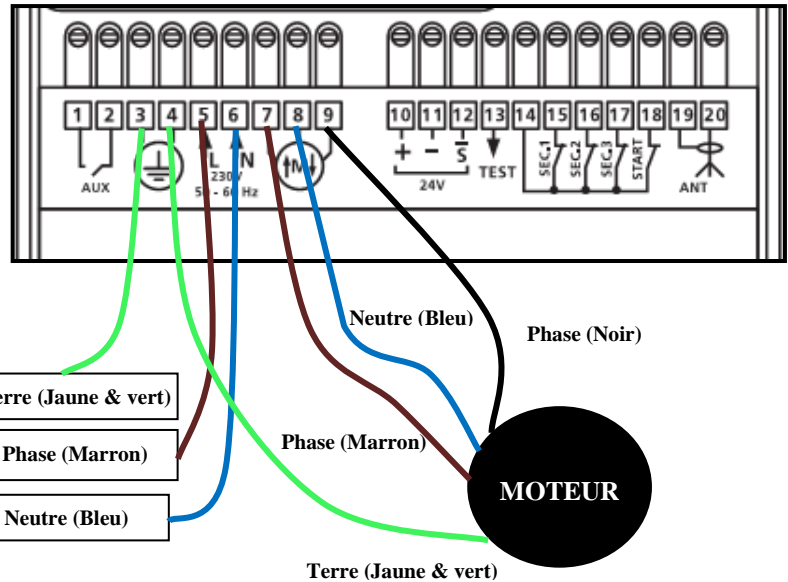 1 2 3 4 5 6 7 8 9 10 11 12 13 14 15 16 17 18 19 20
AUX
L N
230V
50 - 60 Hz
M
+ - S
24V
TEST
SEC.1
SEC.2
SEC.3
START
ANT
Neutre (Bleu)
Phase (Noir)
erre (Jaune & vert)
Phase (Marron)
Phase (Marron)
Neutre (Bleu)
MOTEUR
Terre (Jaune & vert)